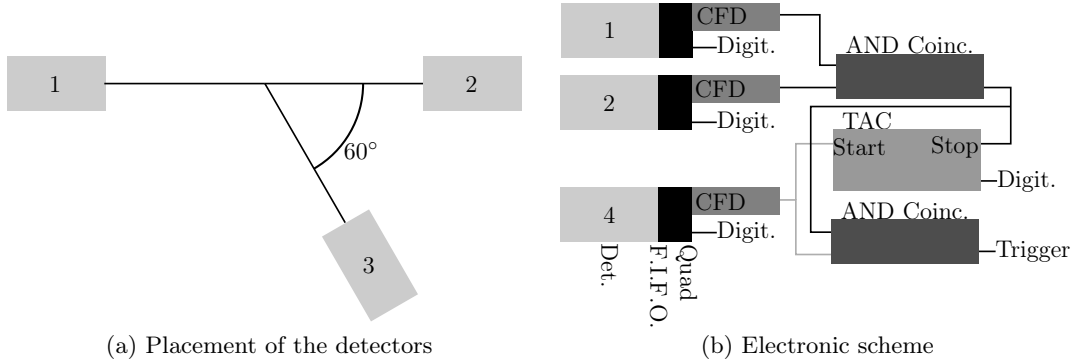 1
2
60°
3
(a) Placement of the detectors
1
CFD
Digit.
AND Coinc.
2
CFD
Digit.
TAC
Start
Stop
Digit.
4
CFD
Digit.
AND Coinc.
Trigger
Det.
F.I.F.O.
Quad
(b) Electronic scheme